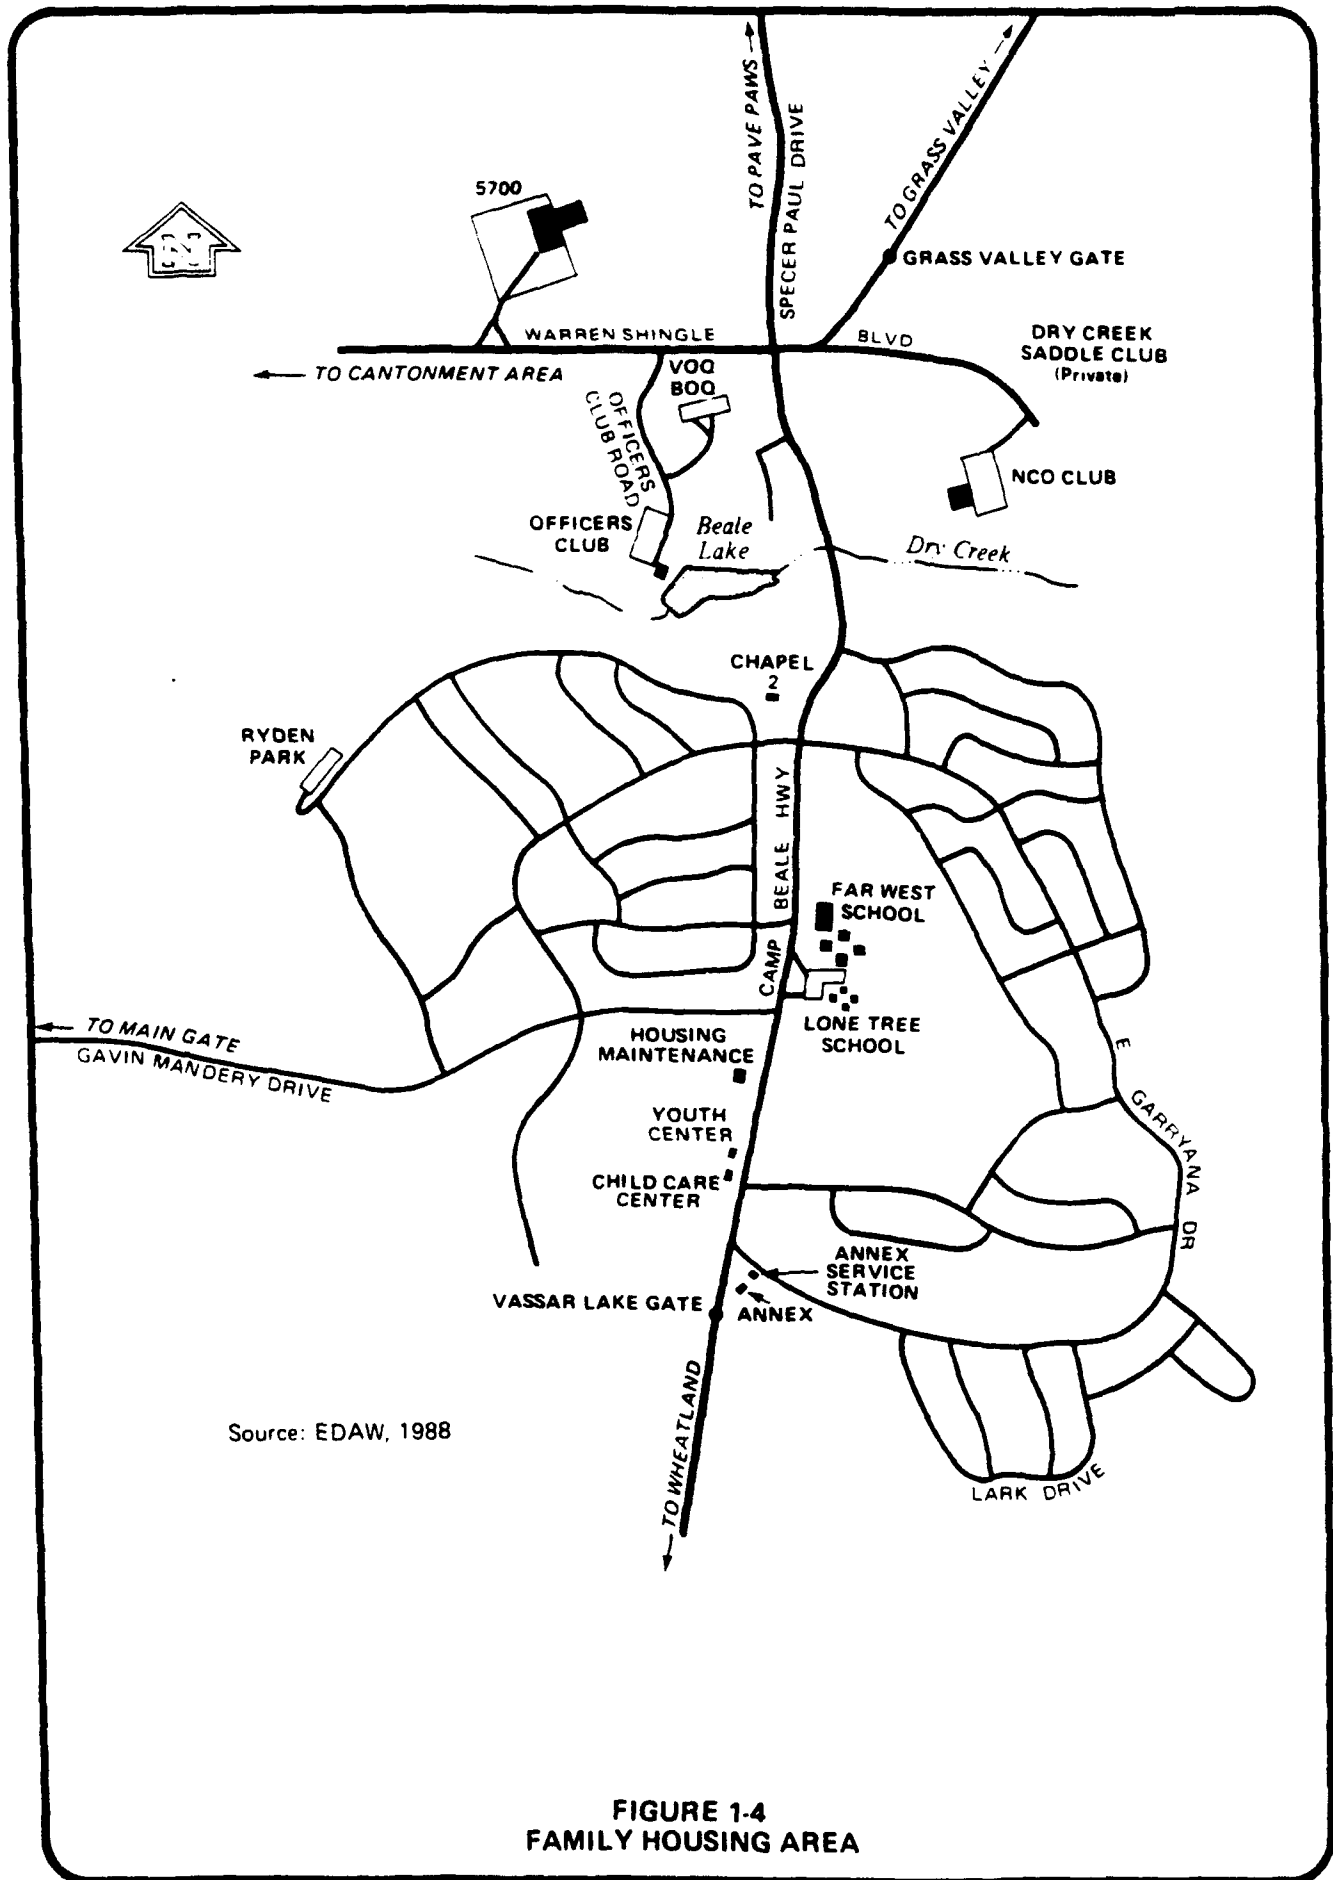 TO PAVE PAWS
SPECER PAUL DRIVE
TO GRASS VALLEY
5700
N
GRASS VALLEY GATE
WARREN SHINGLE
BLVD
DRY CREEK
SADDLE CLUB
(Private)
TO CANTONMENT AREA
VOQ
BOQ
OFFICERS
CLUB ROAD
NCO CLUB
OFFICERS
CLUB
Beale
Lake
Dry Creek
CHAPEL
2
RYDEN
PARK
CAMP BEALE HWY
FAR WEST
SCHOOL
LONE TREE
SCHOOL
TO MAIN GATE
GAVIN MANDERY DRIVE
HOUSING
MAINTENANCE
E GARRYANA DR
YOUTH
CENTER
CHILD CARE
CENTER
ANNEX
SERVICE
STATION
VASSAR LAKE GATE
ANNEX
TO WHEATLAND
Source: EDAW, 1988
LARK DRIVE
FIGURE 1-4
FAMILY HOUSING AREA